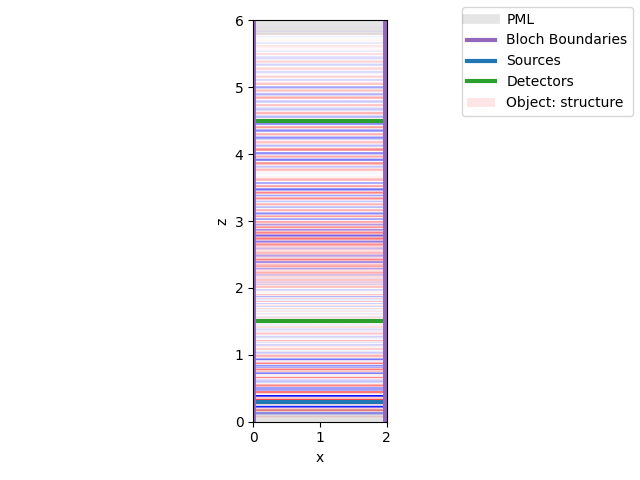 PML
Bloch Boundaries
Sources
Detectors
Object: structure
6
5
4
z
3
2
1
0
0 1 2
x